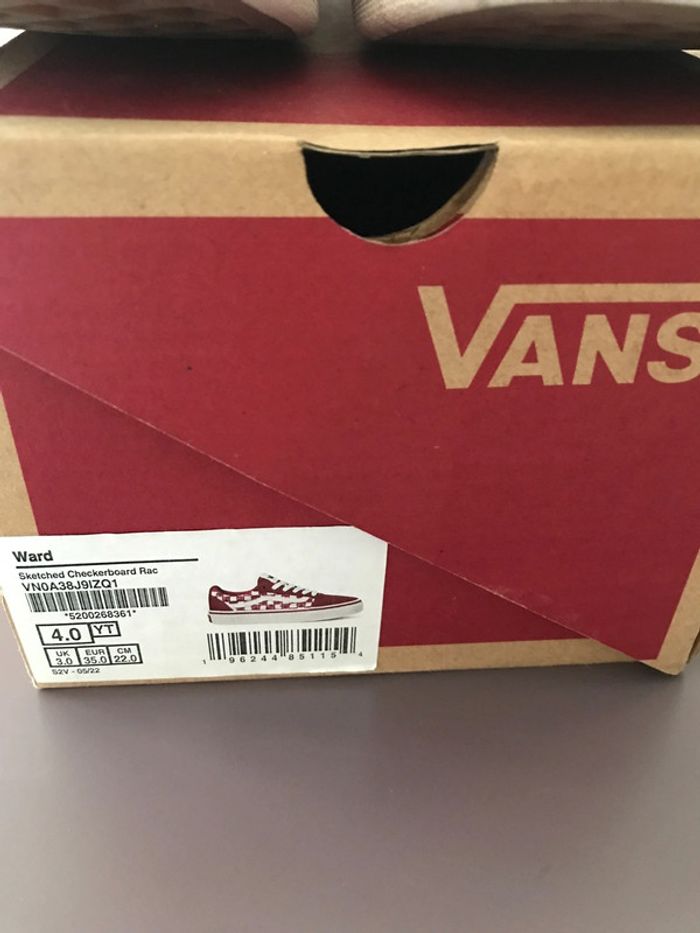 VANS
Ward
Sketched Checkerboard Rac
VN0A38J9IZQ1
*5200268361*
4.0 YT
UK EUR CM
3.0 35.0 22.0
S2V - 05/22
1 96244 85115 4